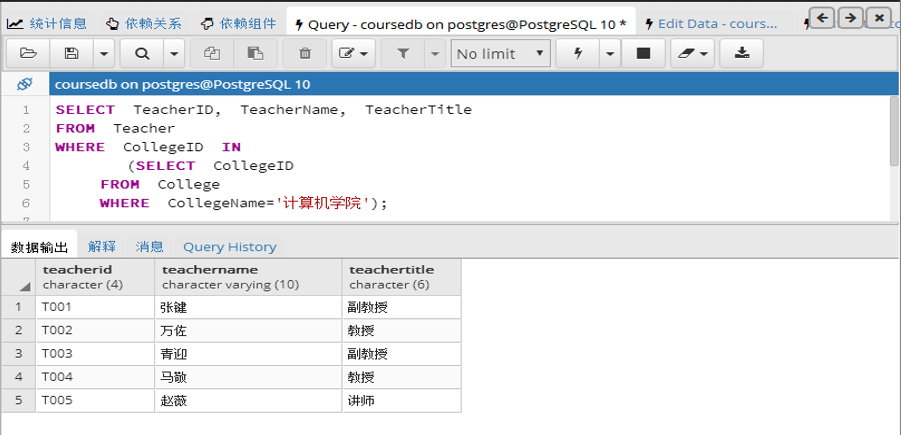 统计信息 依赖关系 依赖组件 Query - coursedb on postgres@PostgreSQL 10 * Edit Data - cours...
No limit
coursedb on postgres@PostgreSQL 10
1 SELECT TeacherID, TeacherName, TeacherTitle
2 FROM Teacher
3 WHERE CollegeID IN
4 (SELECT CollegeID
5 FROM College
6 WHERE CollegeName='计算机学院');
7
数据输出 解释 消息 Query History
teacherid teachername teachertitle
character (4) character varying (10) character (6)
1 T001 张键 副教授
2 T002 万佐 教授
3 T003 青迎 副教授
4 T004 马敬 教授
5 T005 赵薇 讲师